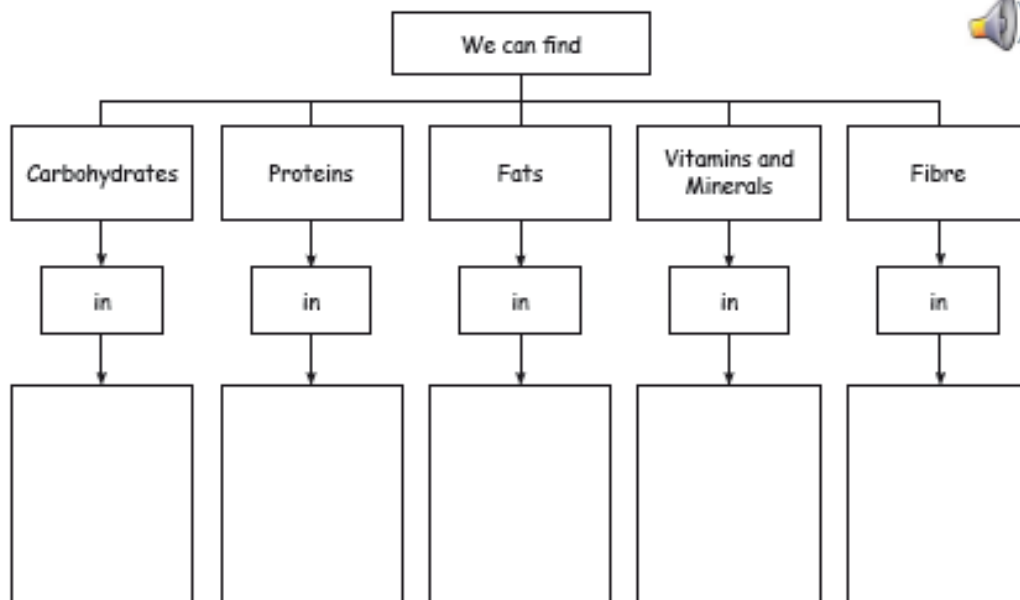 We can find
Carbohydrates
Proteins
Fats
Vitamins and
Minerals
Fibre
in
in
in
in
in